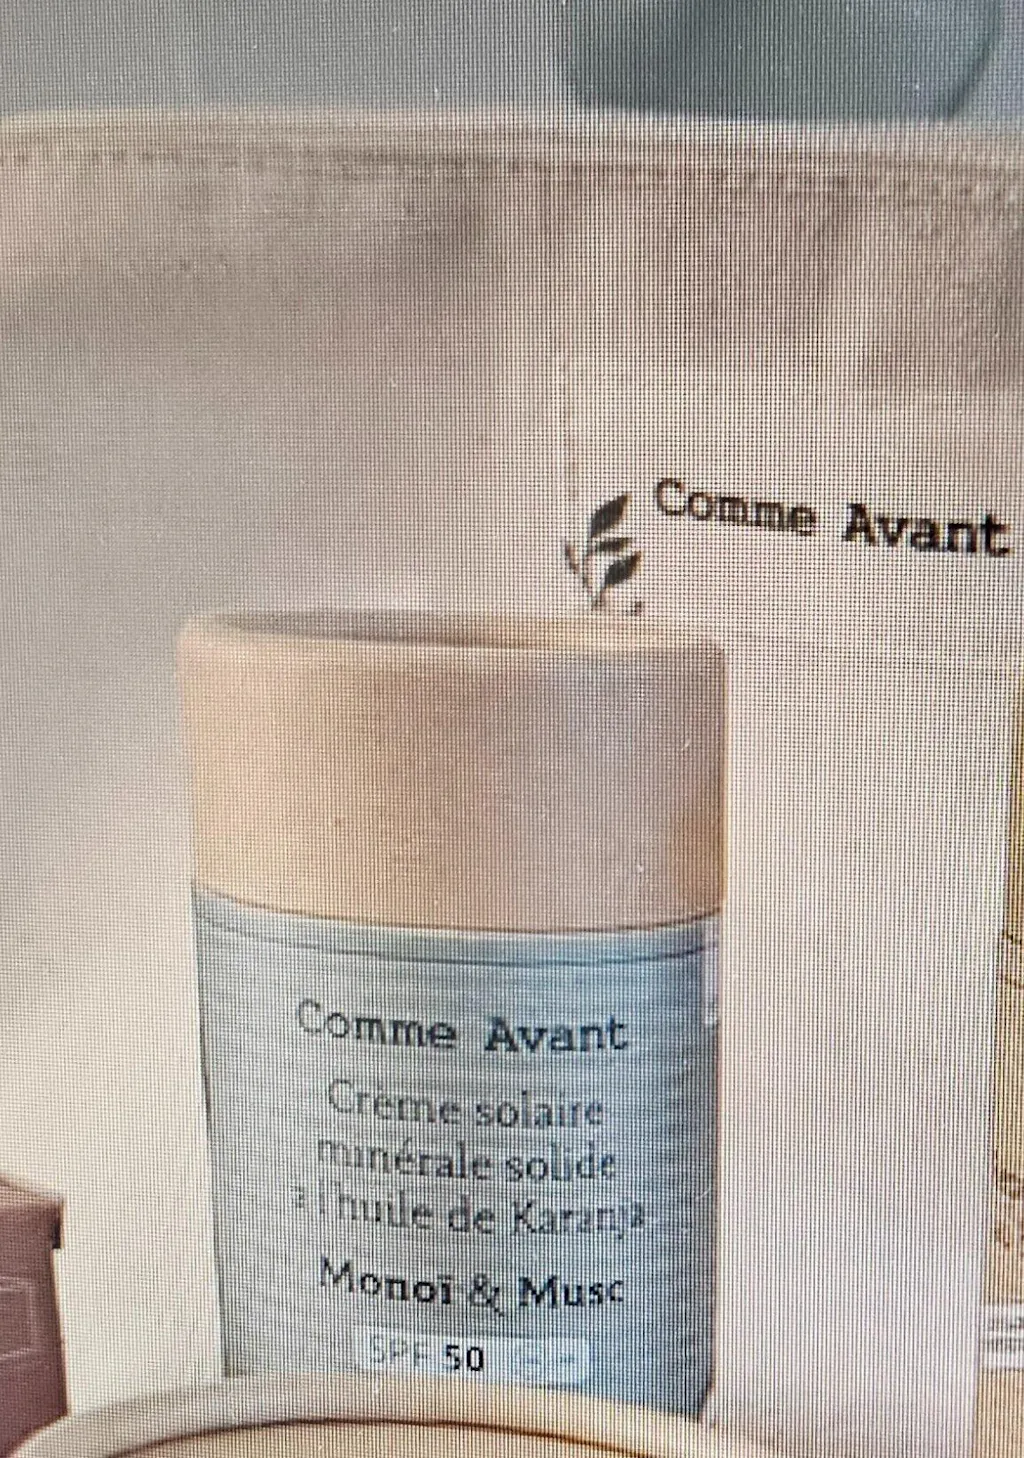 Comme Avant
Comme Avant
Crème solaire
minérale solide
à l'huile de Karanja
Monoï & Musc
SPF 50